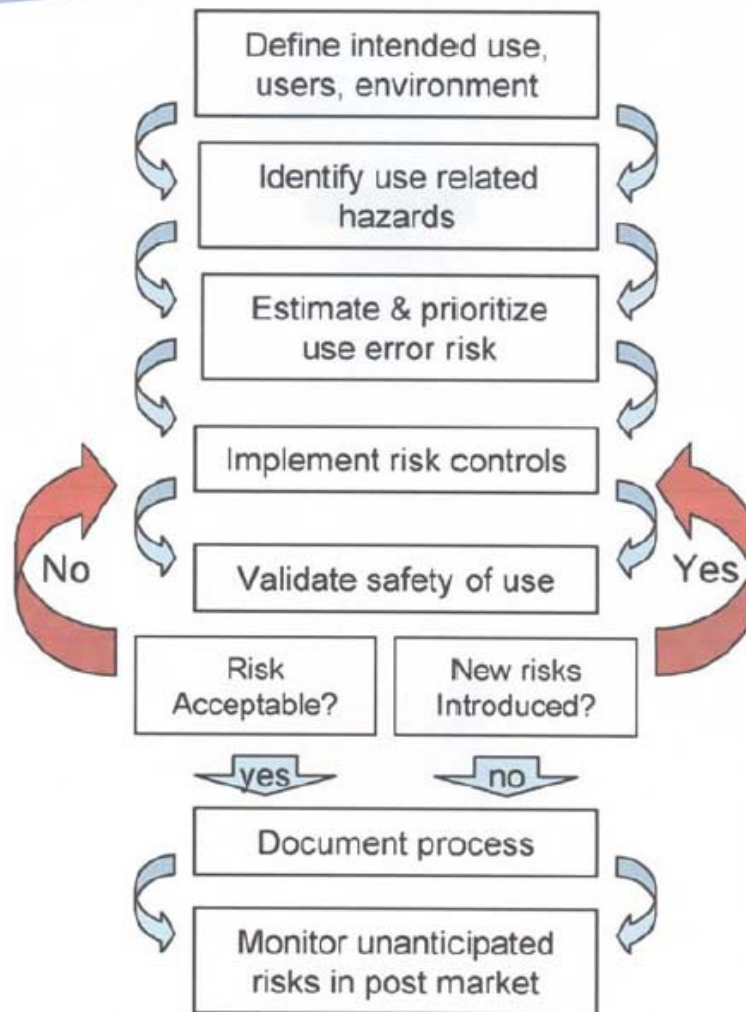 Define intended use,
users, environment
Identify use related
hazards
Estimate & prioritize
use error risk
Implement risk controls
No
Yes
Validate safety of use
Risk
Acceptable?
New risks
Introduced?
yes
no
Document process
Monitor unanticipated
risks in post market